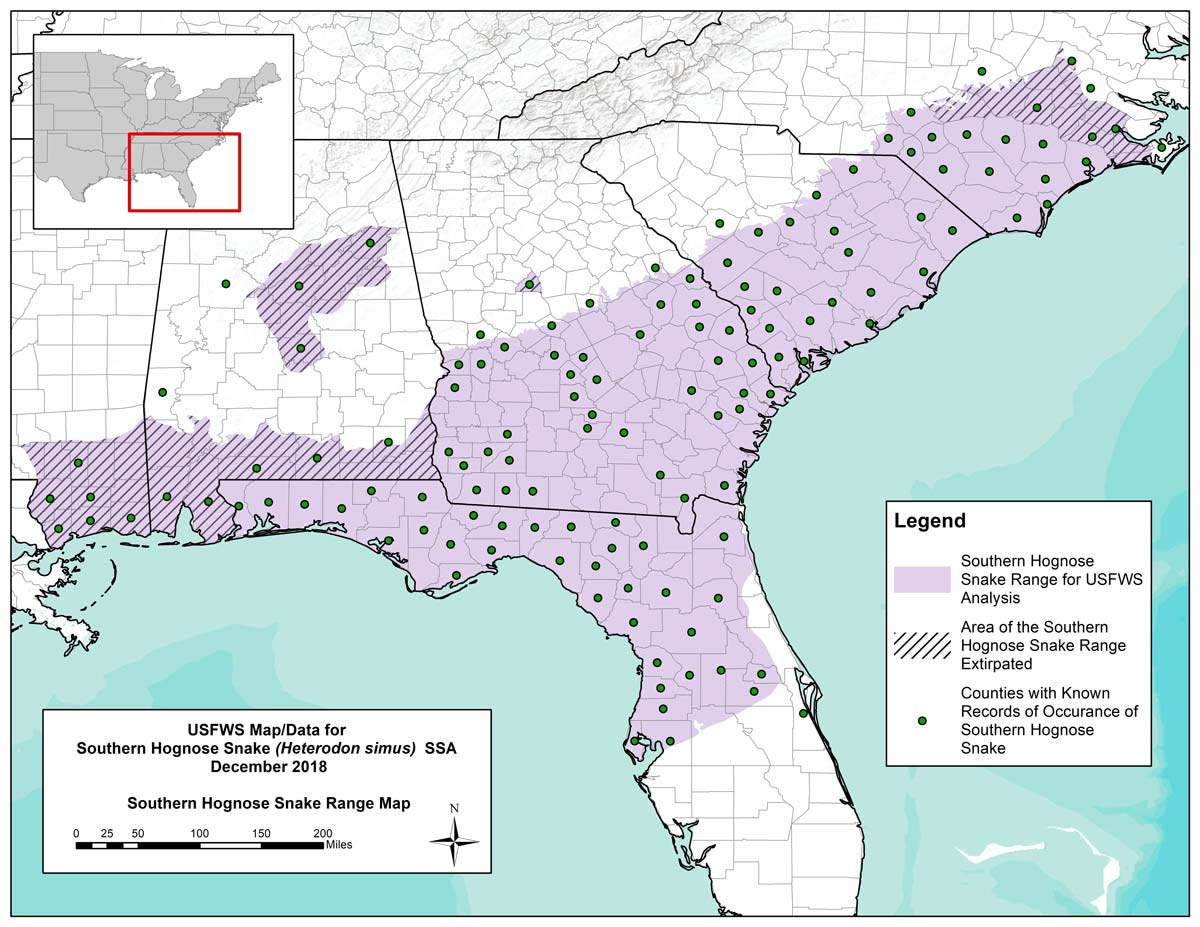 Legend
Southern Hognose
Snake Range for USFWS
Analysis
Area of the Southern
Hognose Snake Range
Extirpated
Counties with Known
Records of Occurance of
Southern Hognose
Snake
USFWS Map/Data for
Southern Hognose Snake (Heterodon simus) SSA
December 2018
Southern Hognose Snake Range Map
N
0 25 50 100 150 200
Miles